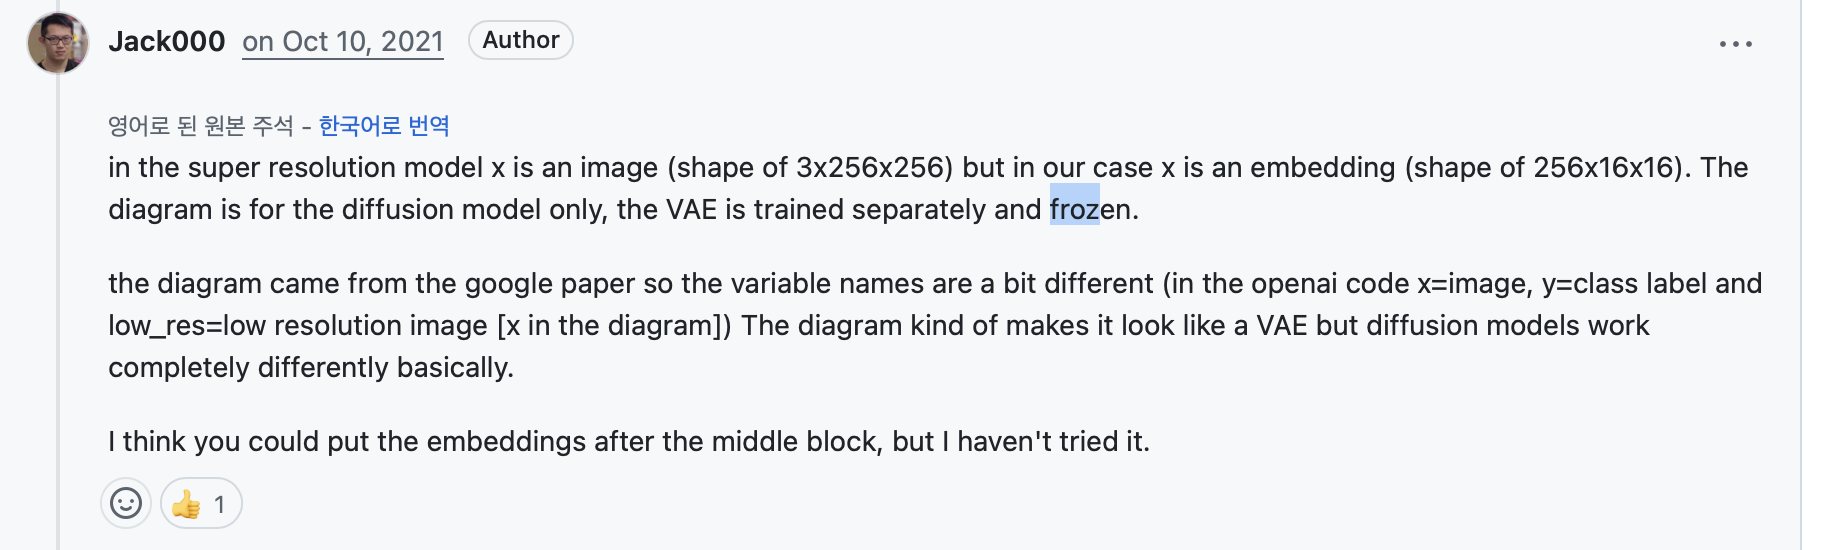 Jack000 on Oct 10, 2021 Author
영어로 된 원본 주석 - 한국어로 번역
in the super resolution model x is an image (shape of 3x256x256) but in our case x is an embedding (shape of 256x16x16). The
diagram is for the diffusion model only, the VAE is trained separately and frozen.
the diagram came from the google paper so the variable names are a bit different (in the openai code x=image, y=class label and
low_res=low resolution image [x in the diagram]) The diagram kind of makes it look like a VAE but diffusion models work
completely differently basically.
I think you could put the embeddings after the middle block, but I haven't tried it.
👍 1